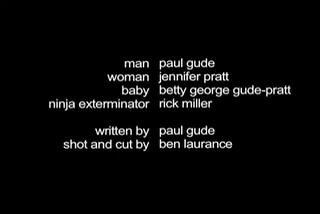 man paul gude
woman jennifer pratt
baby betty george gude-pratt
ninja exterminator rick miller
written by paul gude
shot and cut by ben laurance